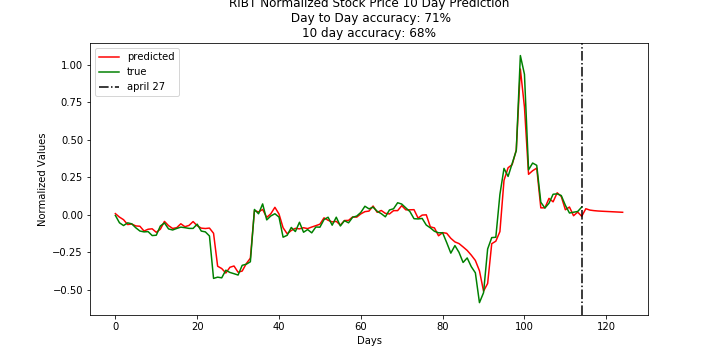 RIBT Normalized Stock Price 10 Day Prediction
Day to Day accuracy: 71%
10 day accuracy: 68%
predicted
true
april 27
Normalized Values
1.00
0.75
0.50
0.25
0.00
−0.25
−0.50
0 20 40 60 80 100 120
Days